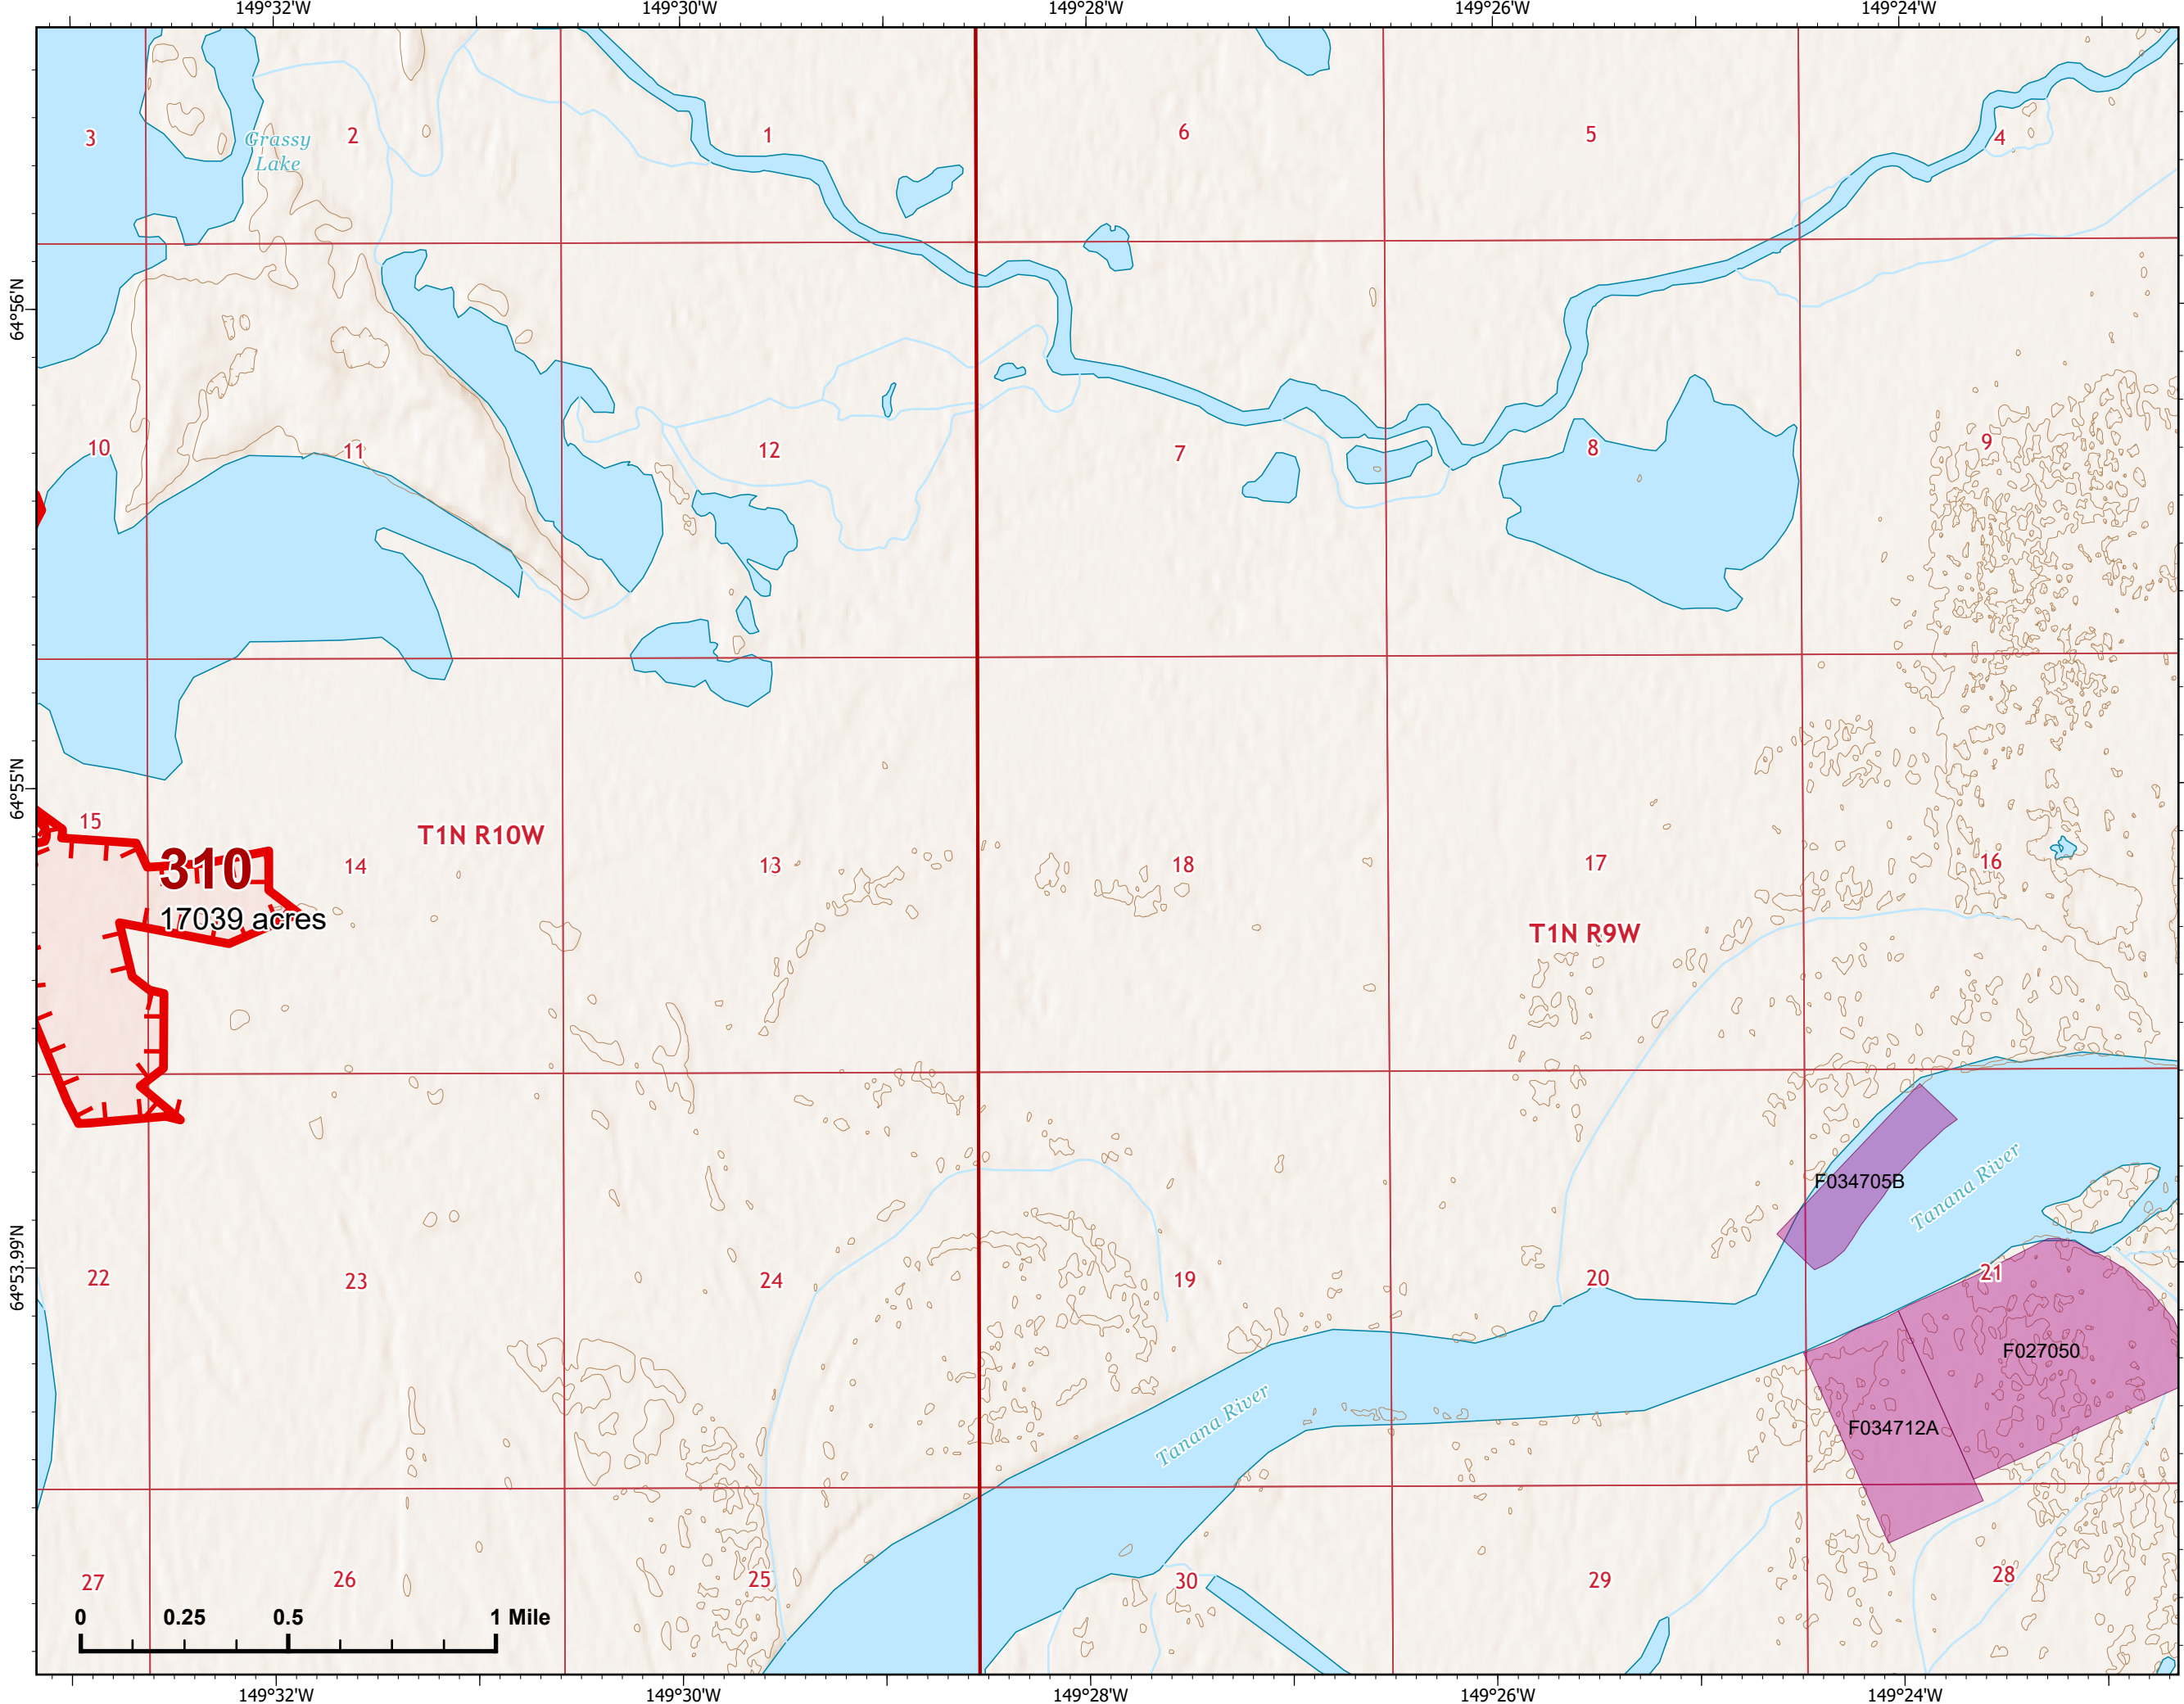 149°32'W 149°30'W 149°28'W 149°26'W 149°24'W
3
Grassy
Lake
2
1
6
5
4
64°56'N
10
11
12
7
8
9
64°55'N
15
310
17039 acres
14
T1N R10W
13
18
17
16
T1N R9W
F034705B
Tanana River
64°53.99'N
22
23
24
19
20
21
F027050
F034712A
Tanana River
27
26
25
30
29
28
0 0.25 0.5 1 Mile
149°32'W 149°30'W 149°28'W 149°26'W 149°24'W